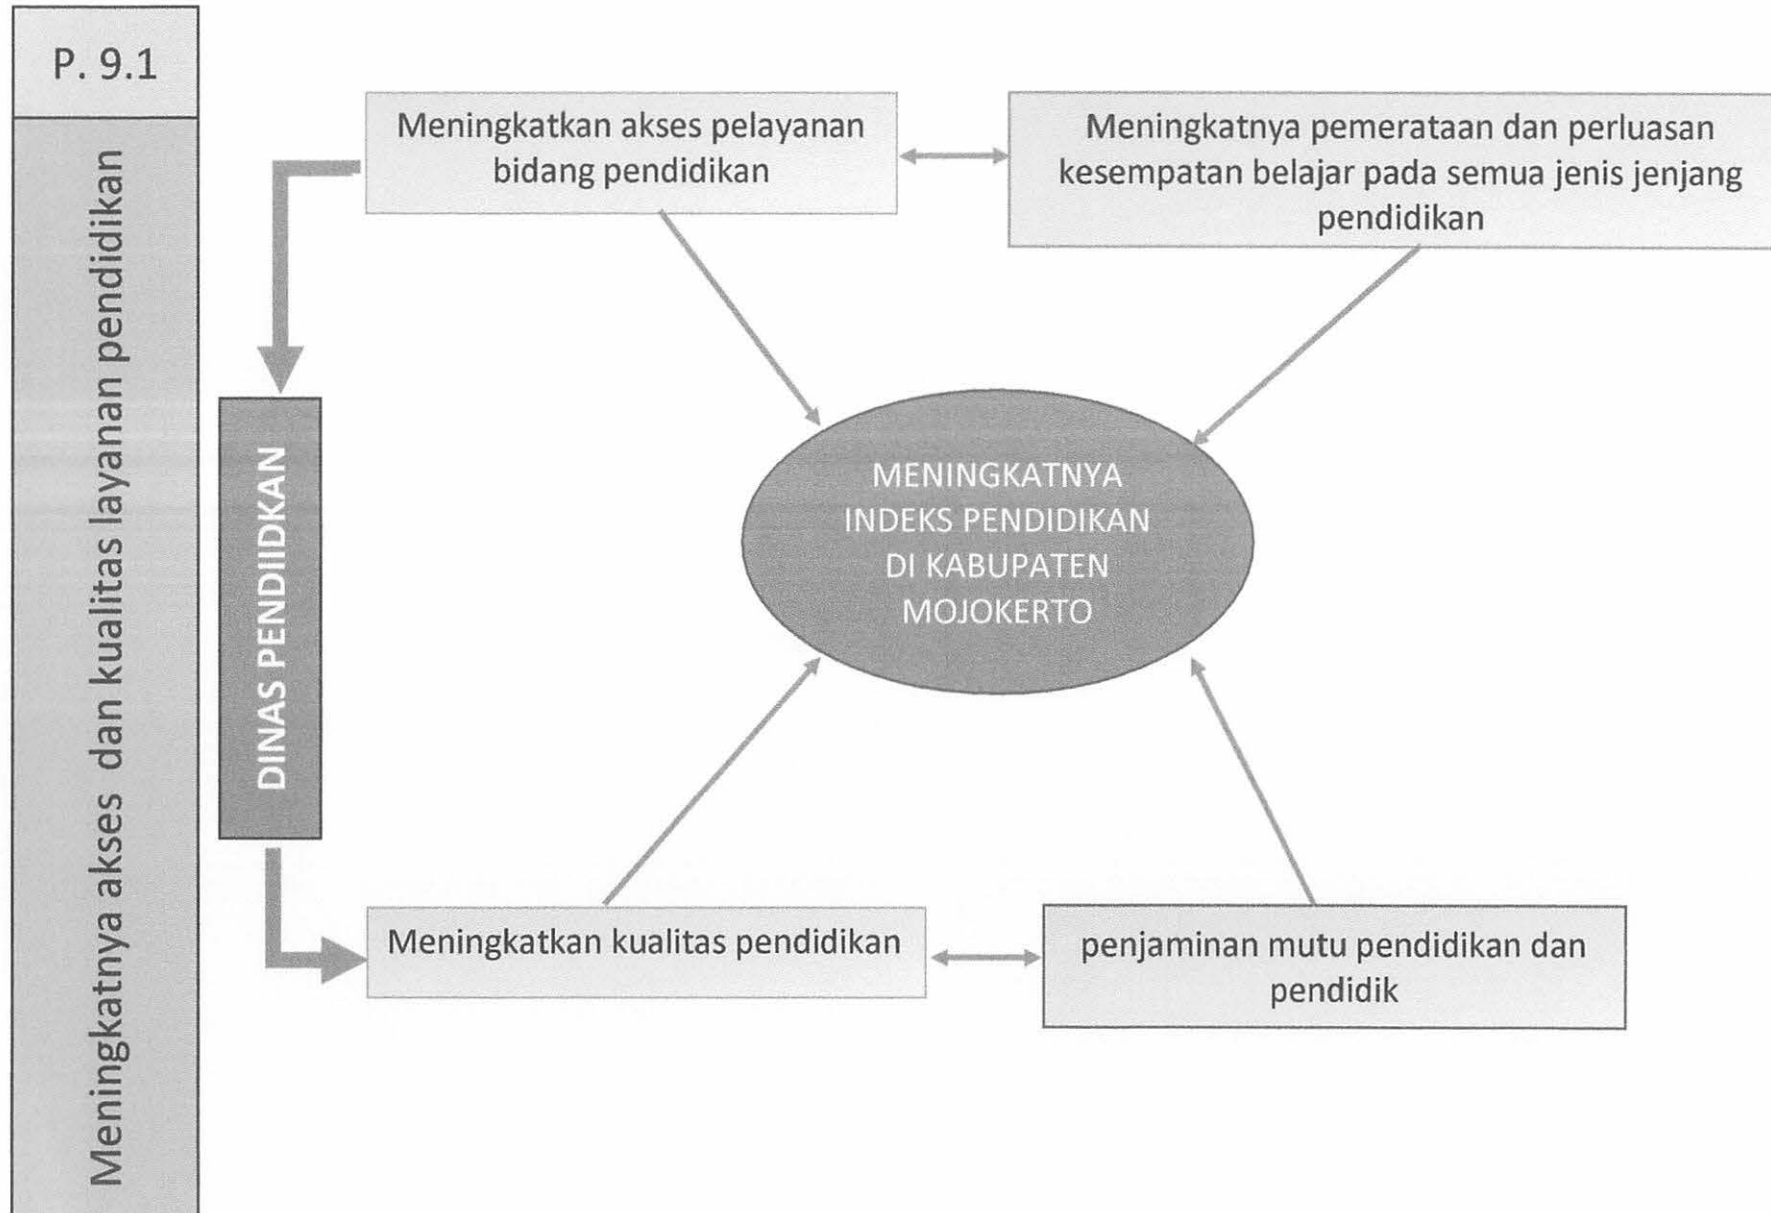 P. 9.1
Meningkatnya akses dan kualitas layanan pendidikan
Meningkatkan akses pelayanan
bidang pendidikan
Meningkatnya pemerataan dan perluasan
kesempatan belajar pada semua jenis jenjang
pendidikan
DINAS PENDIIDKAN
MENINGKATNYA
INDEKS PENDIDIKAN
DI KABUPATEN
MOJOKERTO
Meningkatkan kualitas pendidikan
penjaminan mutu pendidikan dan
pendidik